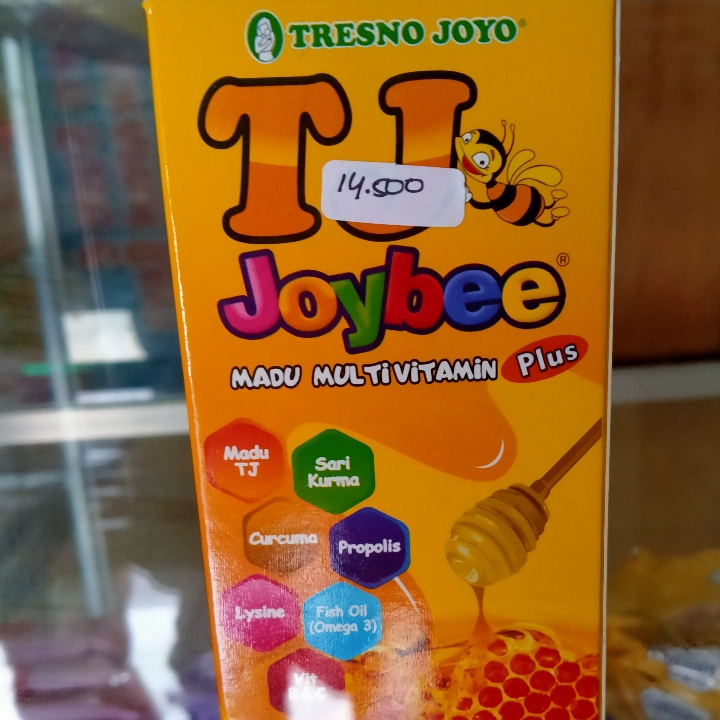 TRESNO JOYO®
TJ
14.500
Joybee®
MADU MULTIVITAMIN Plus
Madu
TJ
Sari
Kurma
Curcuma
Propolis
Lysine
Fish Oil
(Omega 3)
Vit
B & C